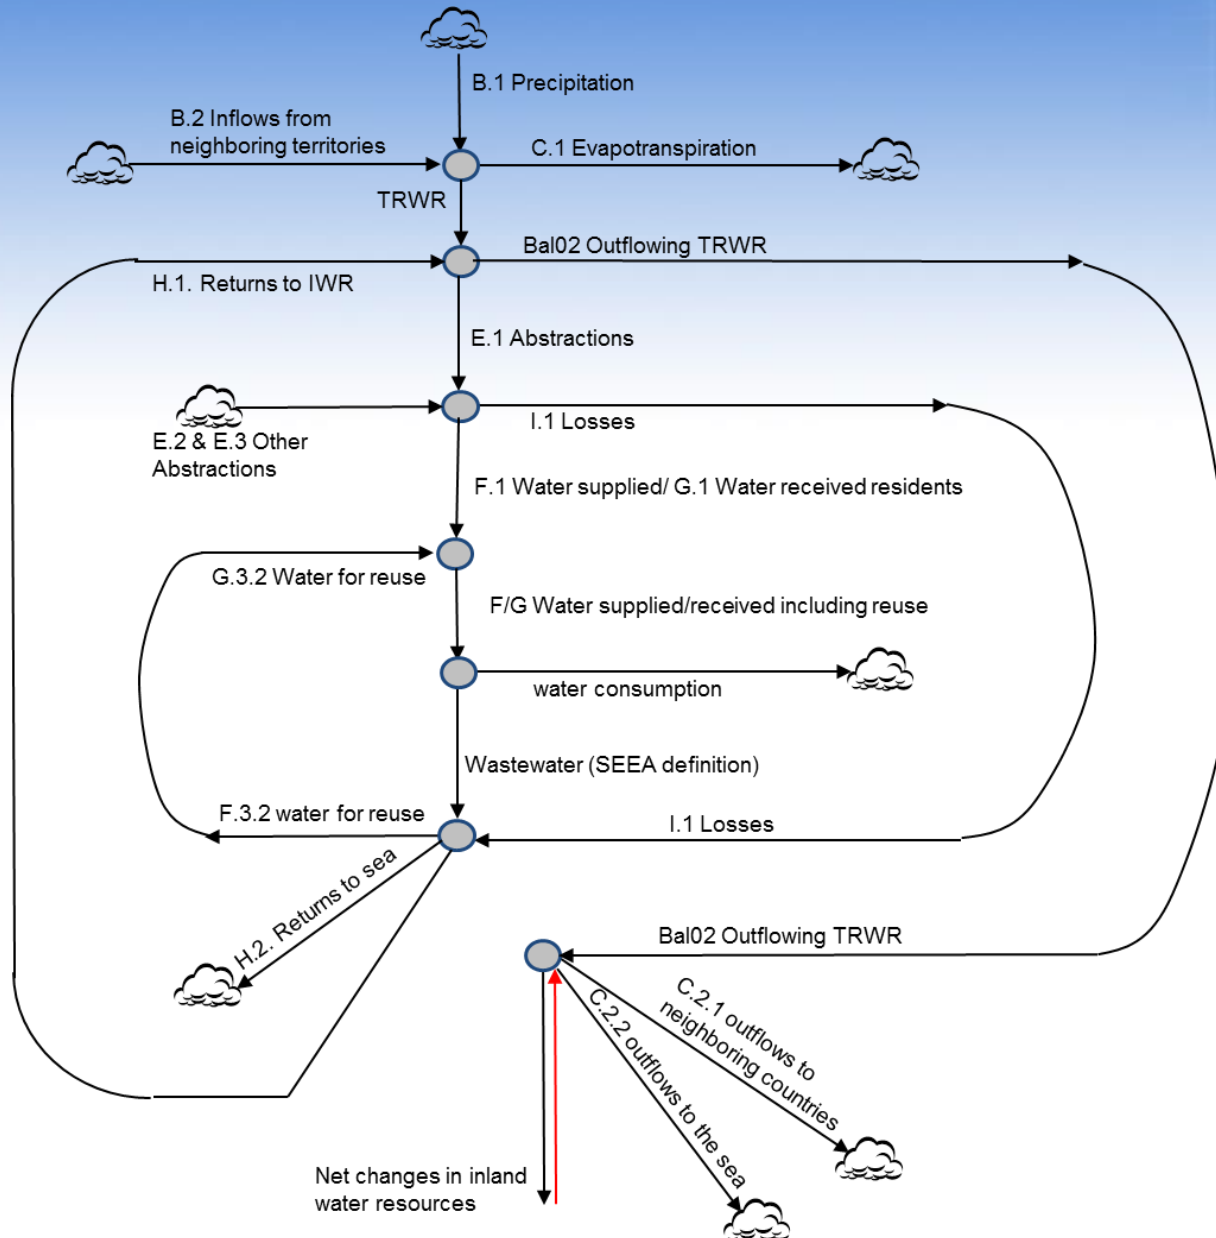 B.1 Precipitation
B.2 Inflows from
neighboring territories
C.1 Evapotranspiration
TRWR
Bal02 Outflowing TRWR
H.1. Returns to IWR
E.1 Abstractions
I.1 Losses
E.2 & E.3 Other
Abstractions
F.1 Water supplied/ G.1 Water received residents
G.3.2 Water for reuse
F/G Water supplied/received including reuse
water consumption
Wastewater (SEEA definition)
F.3.2 water for reuse
I.1 Losses
H.2. Returns to sea
Bal02 Outflowing TRWR
C.2.1 outflows to
neighboring countries
C.2.2 outflows to the sea
Net changes in inland
water resources